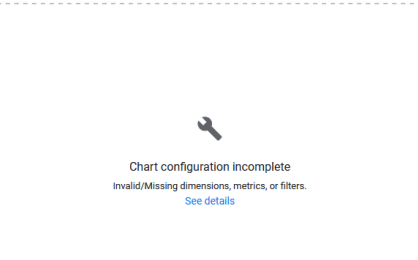 Chart configuration incomplete
Invalid/Missing dimensions, metrics, or filters.
See details